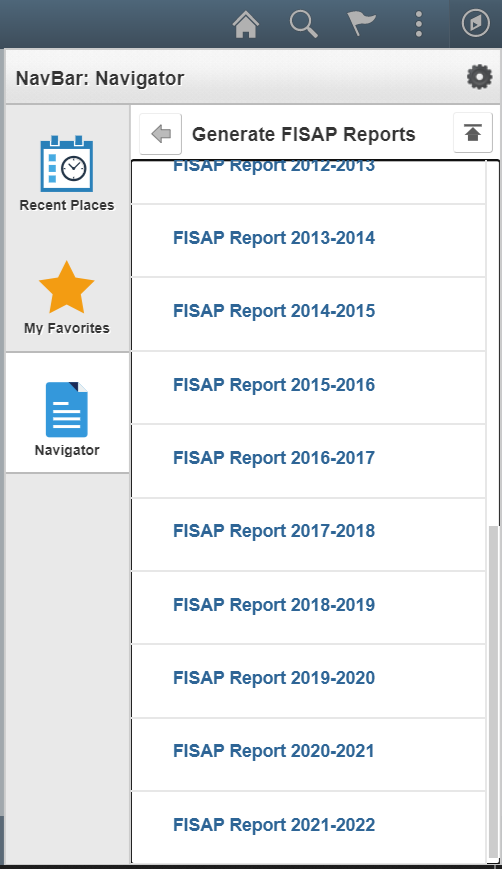 NavBar: Navigator
Recent Places
My Favorites
Navigator
Generate FISAP Reports
FISAP Report 2012-2013
FISAP Report 2013-2014
FISAP Report 2014-2015
FISAP Report 2015-2016
FISAP Report 2016-2017
FISAP Report 2017-2018
FISAP Report 2018-2019
FISAP Report 2019-2020
FISAP Report 2020-2021
FISAP Report 2021-2022